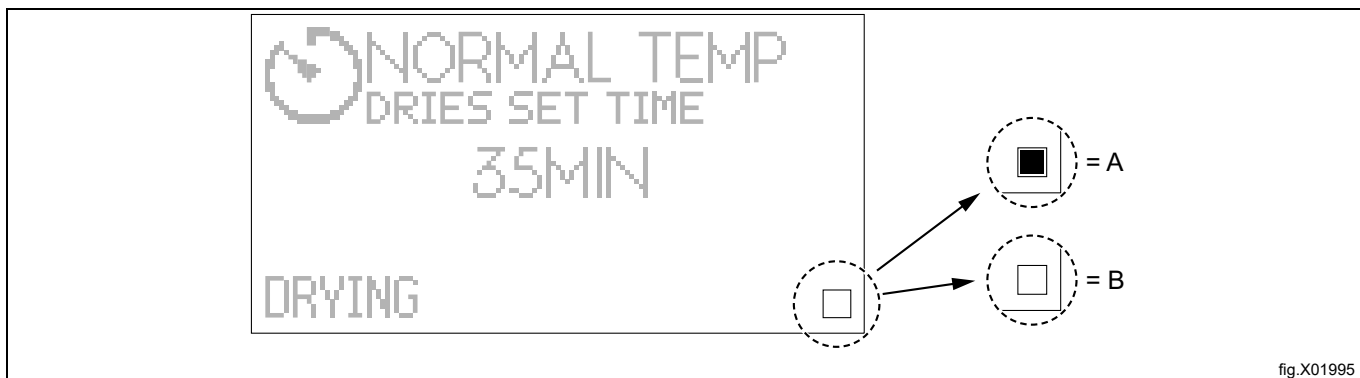 NORMAL TEMP
DRIES SET TIME
35MIN
DRYING
= A
= B
fig.X01995